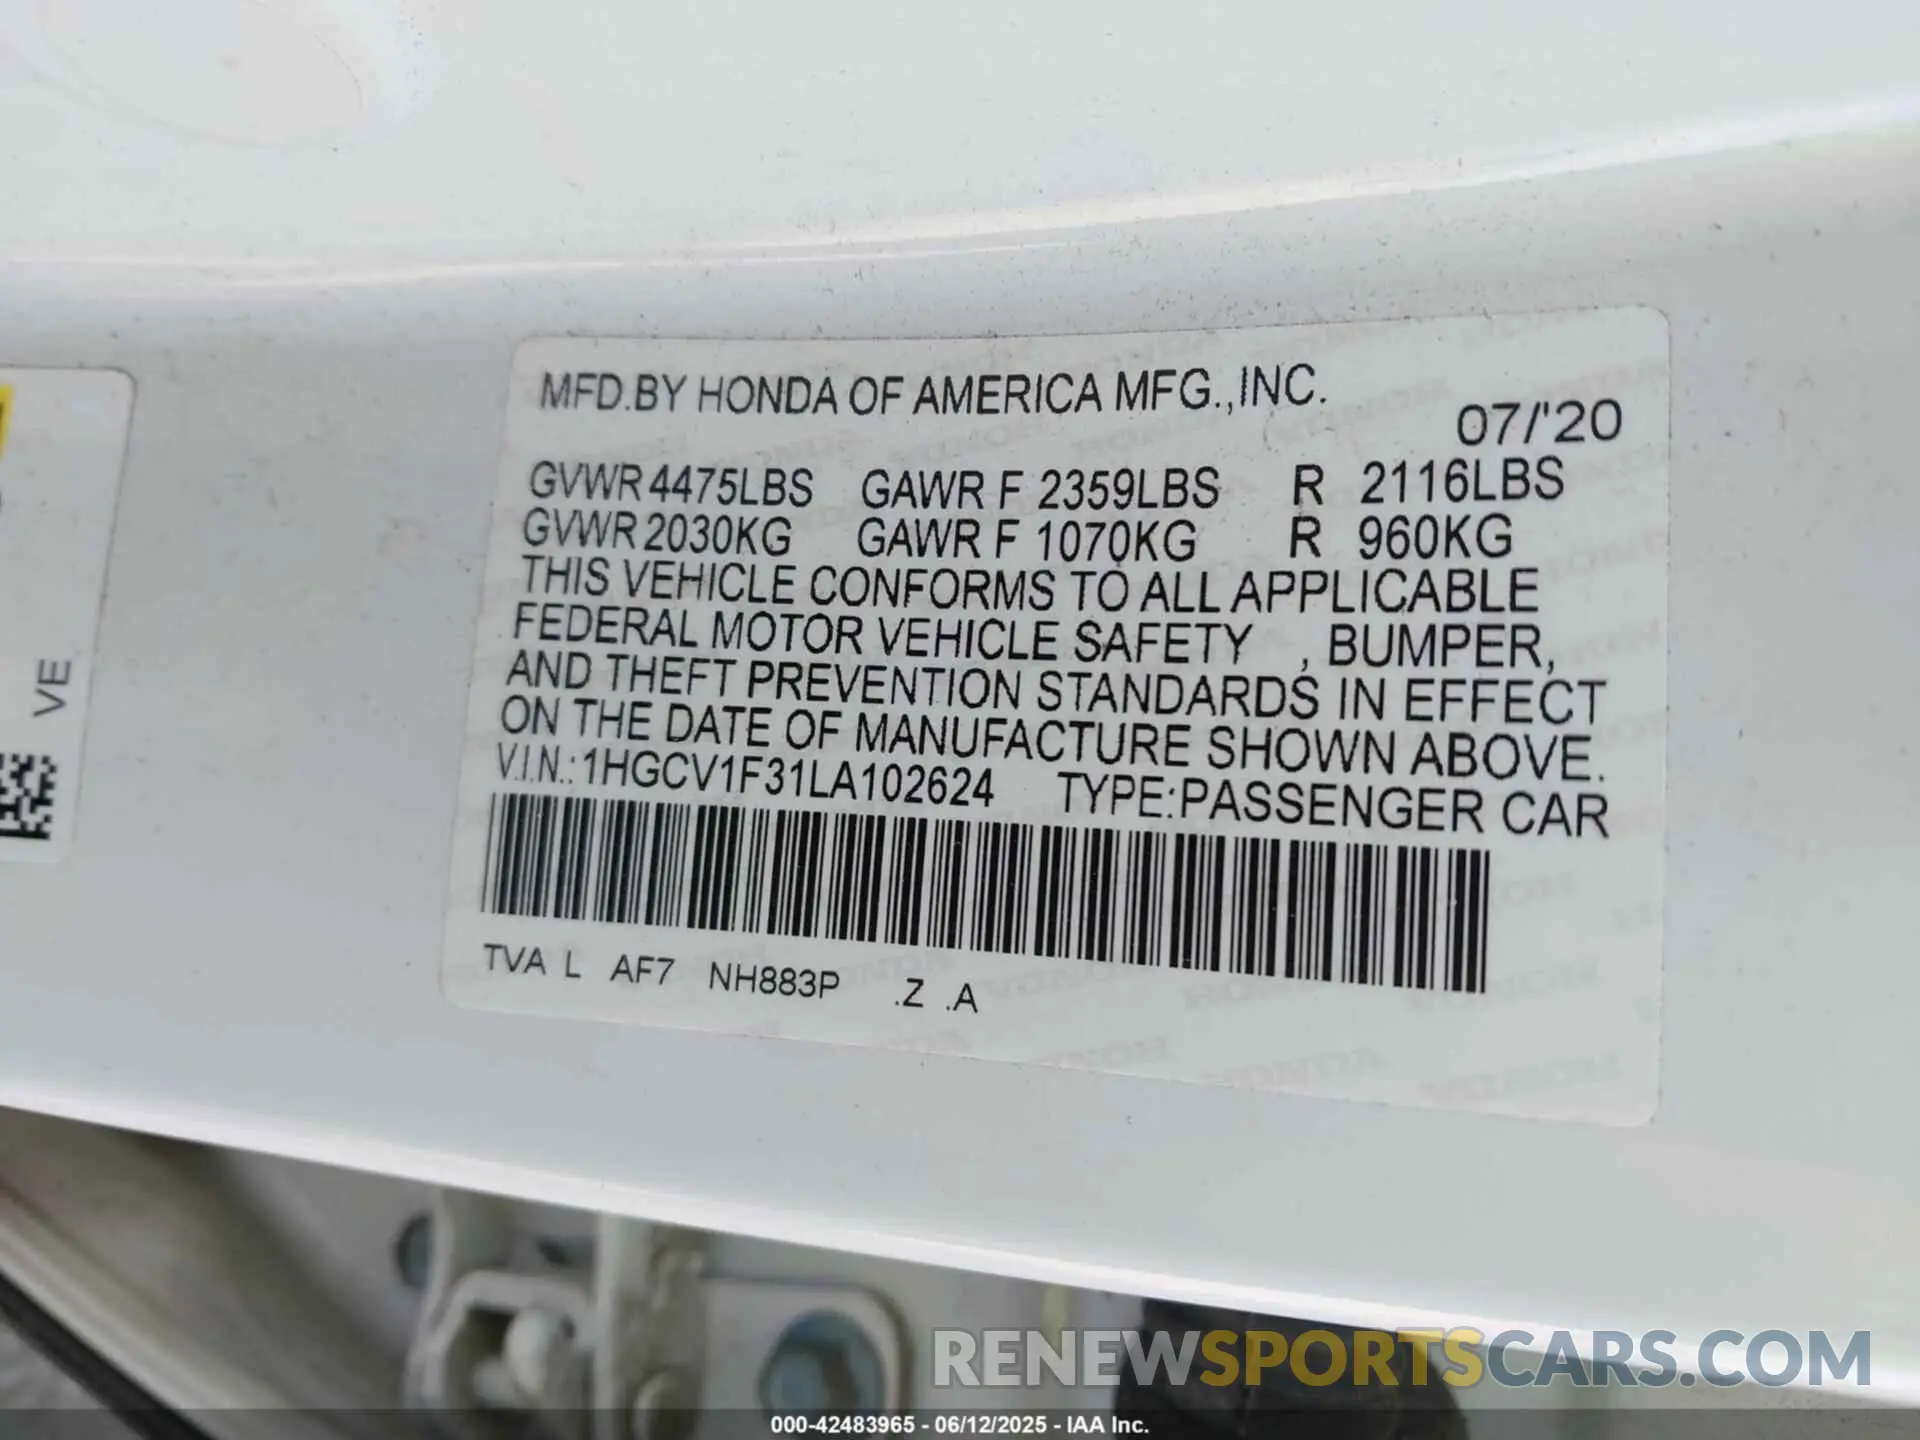 MFD.BY HONDA OF AMERICA MFG.,INC.
07/'20
GVWR 4475LBS GAWR F 2359LBS R 2116LBS
GVWR 2030KG GAWR F 1070KG R 960KG
THIS VEHICLE CONFORMS TO ALL APPLICABLE
FEDERAL MOTOR VEHICLE SAFETY , BUMPER,
AND THEFT PREVENTION STANDARDS IN EFFECT
ON THE DATE OF MANUFACTURE SHOWN ABOVE.
V.I.N.:1HGCV1F31LA102624 TYPE:PASSENGER CAR
TVA L AF7 NH883P .Z .A
VE
RENEWSPORTSCARS.COM
000-42483965 - 06/12/2025 - IAA Inc.